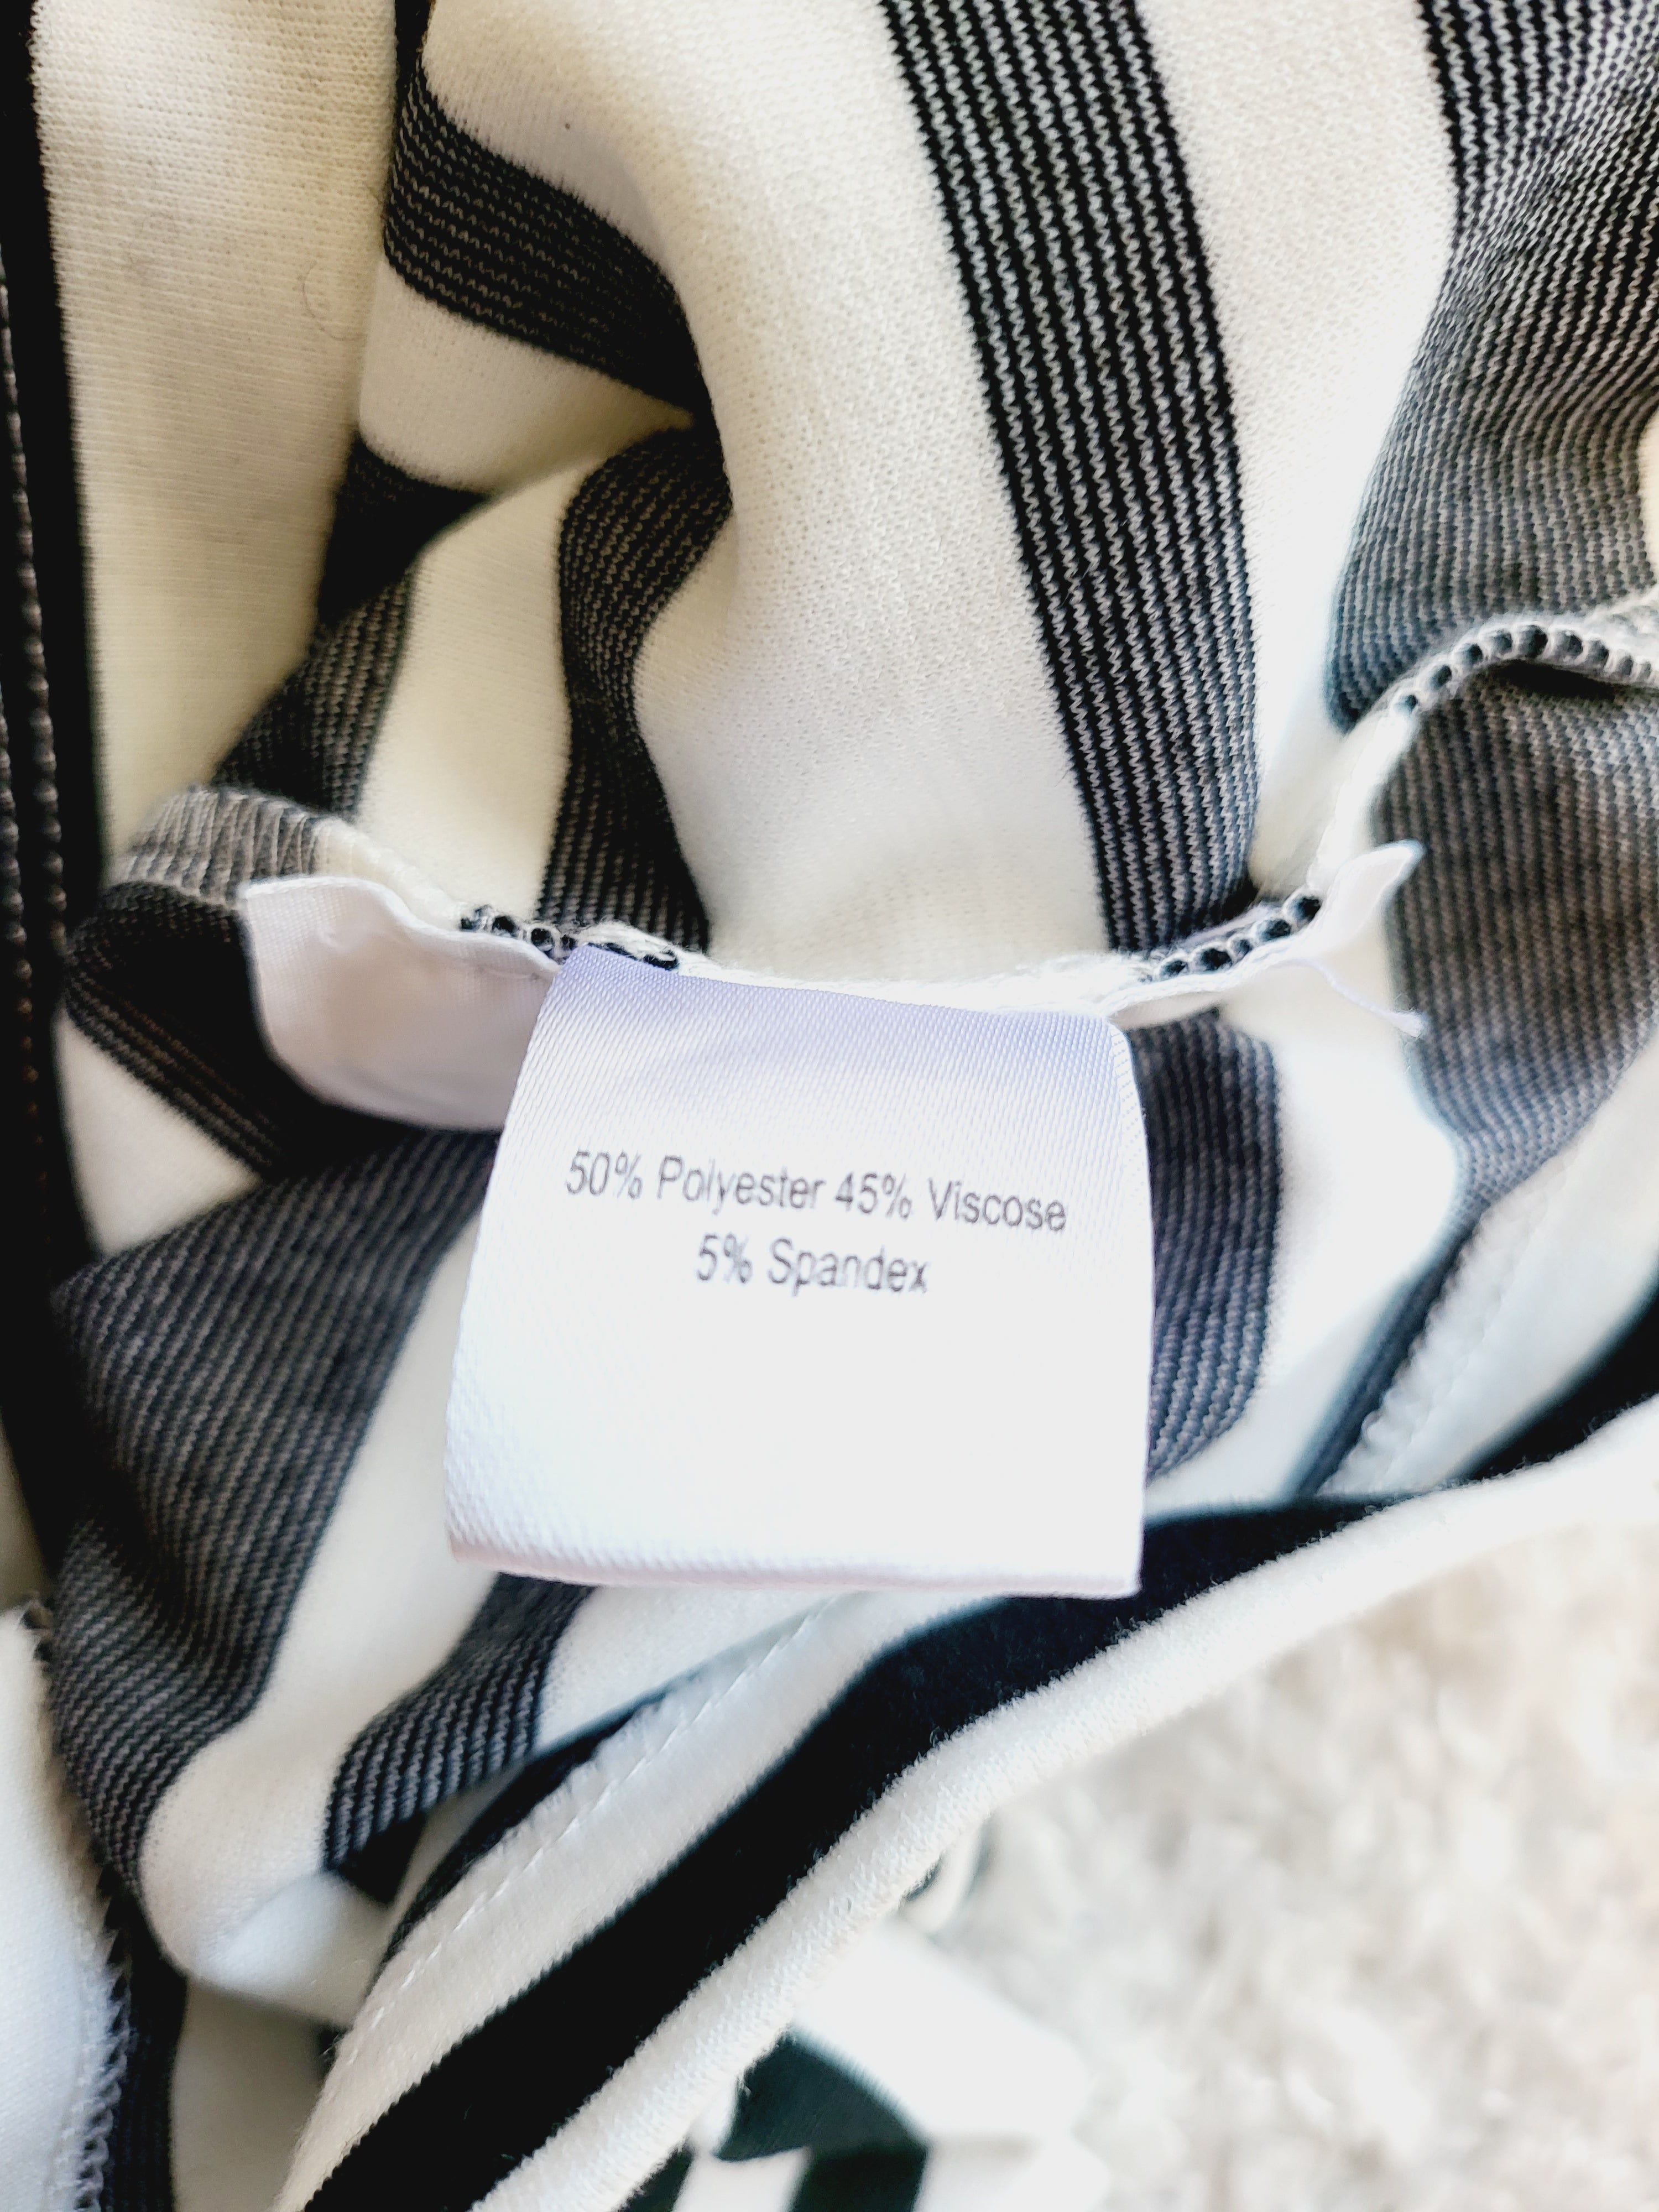 50% Polyester 45% Viscose
5% Spandex